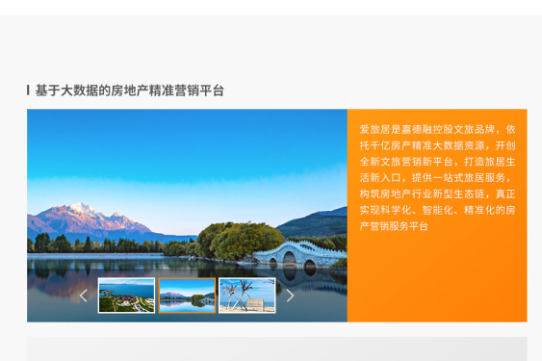 基于大数据的房地产精准营销平台
爱旅居是嘉德融控股文旅品牌，依
托千亿房产精准大数据资源，开创
全新文旅营销新平台，打造旅居生
活新入口，提供一站式旅居服务，
构筑房地产行业新型生态链，真正
实现科学化、智能化、精准化的房
产营销服务平台